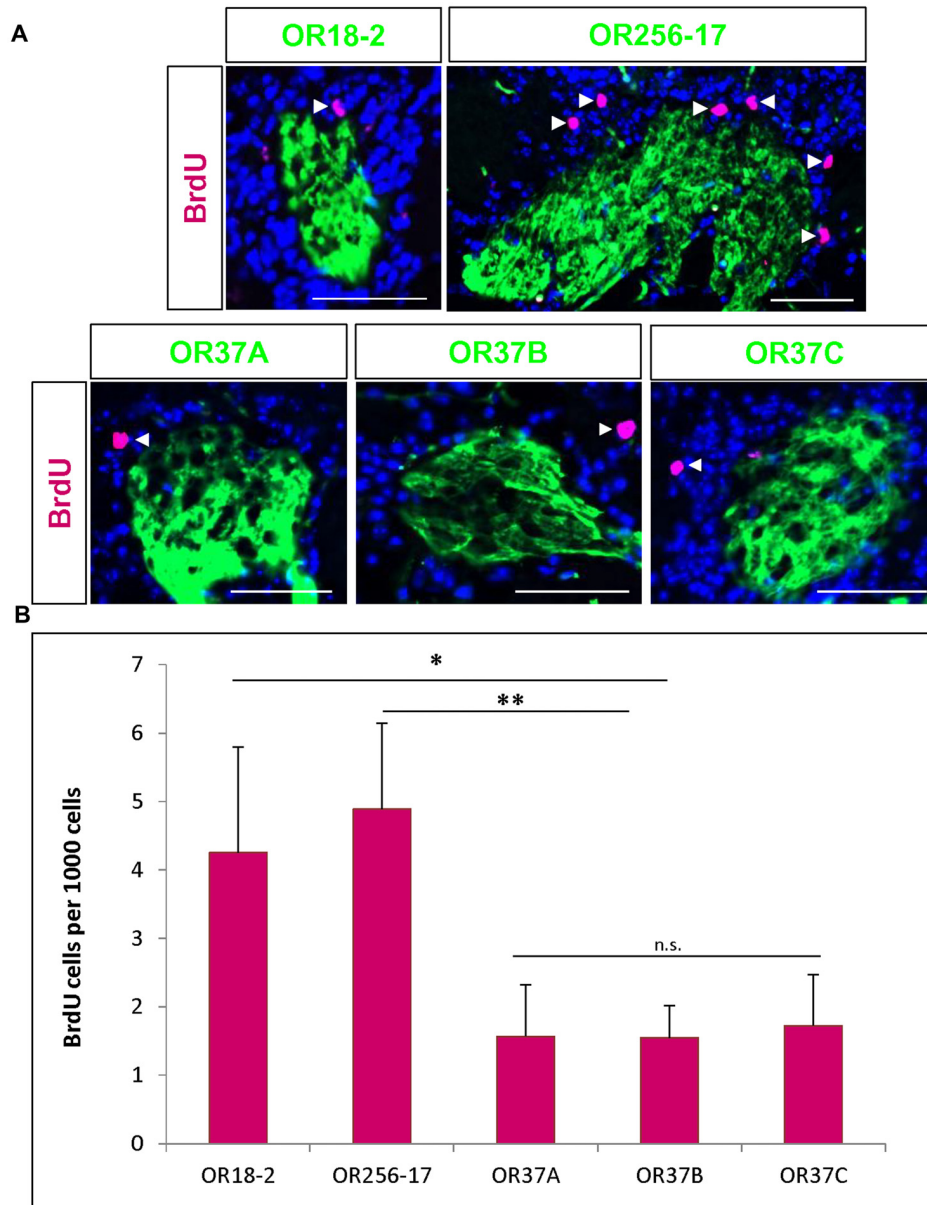 A
OR18-2
OR256-17
BrdU
OR37A
OR37B
OR37C
BrdU
B
7
6
5
4
3
2
1
0
BrdU cells per 1000 cells
*
**
n.s.
OR18-2 OR256-17 OR37A OR37B OR37C